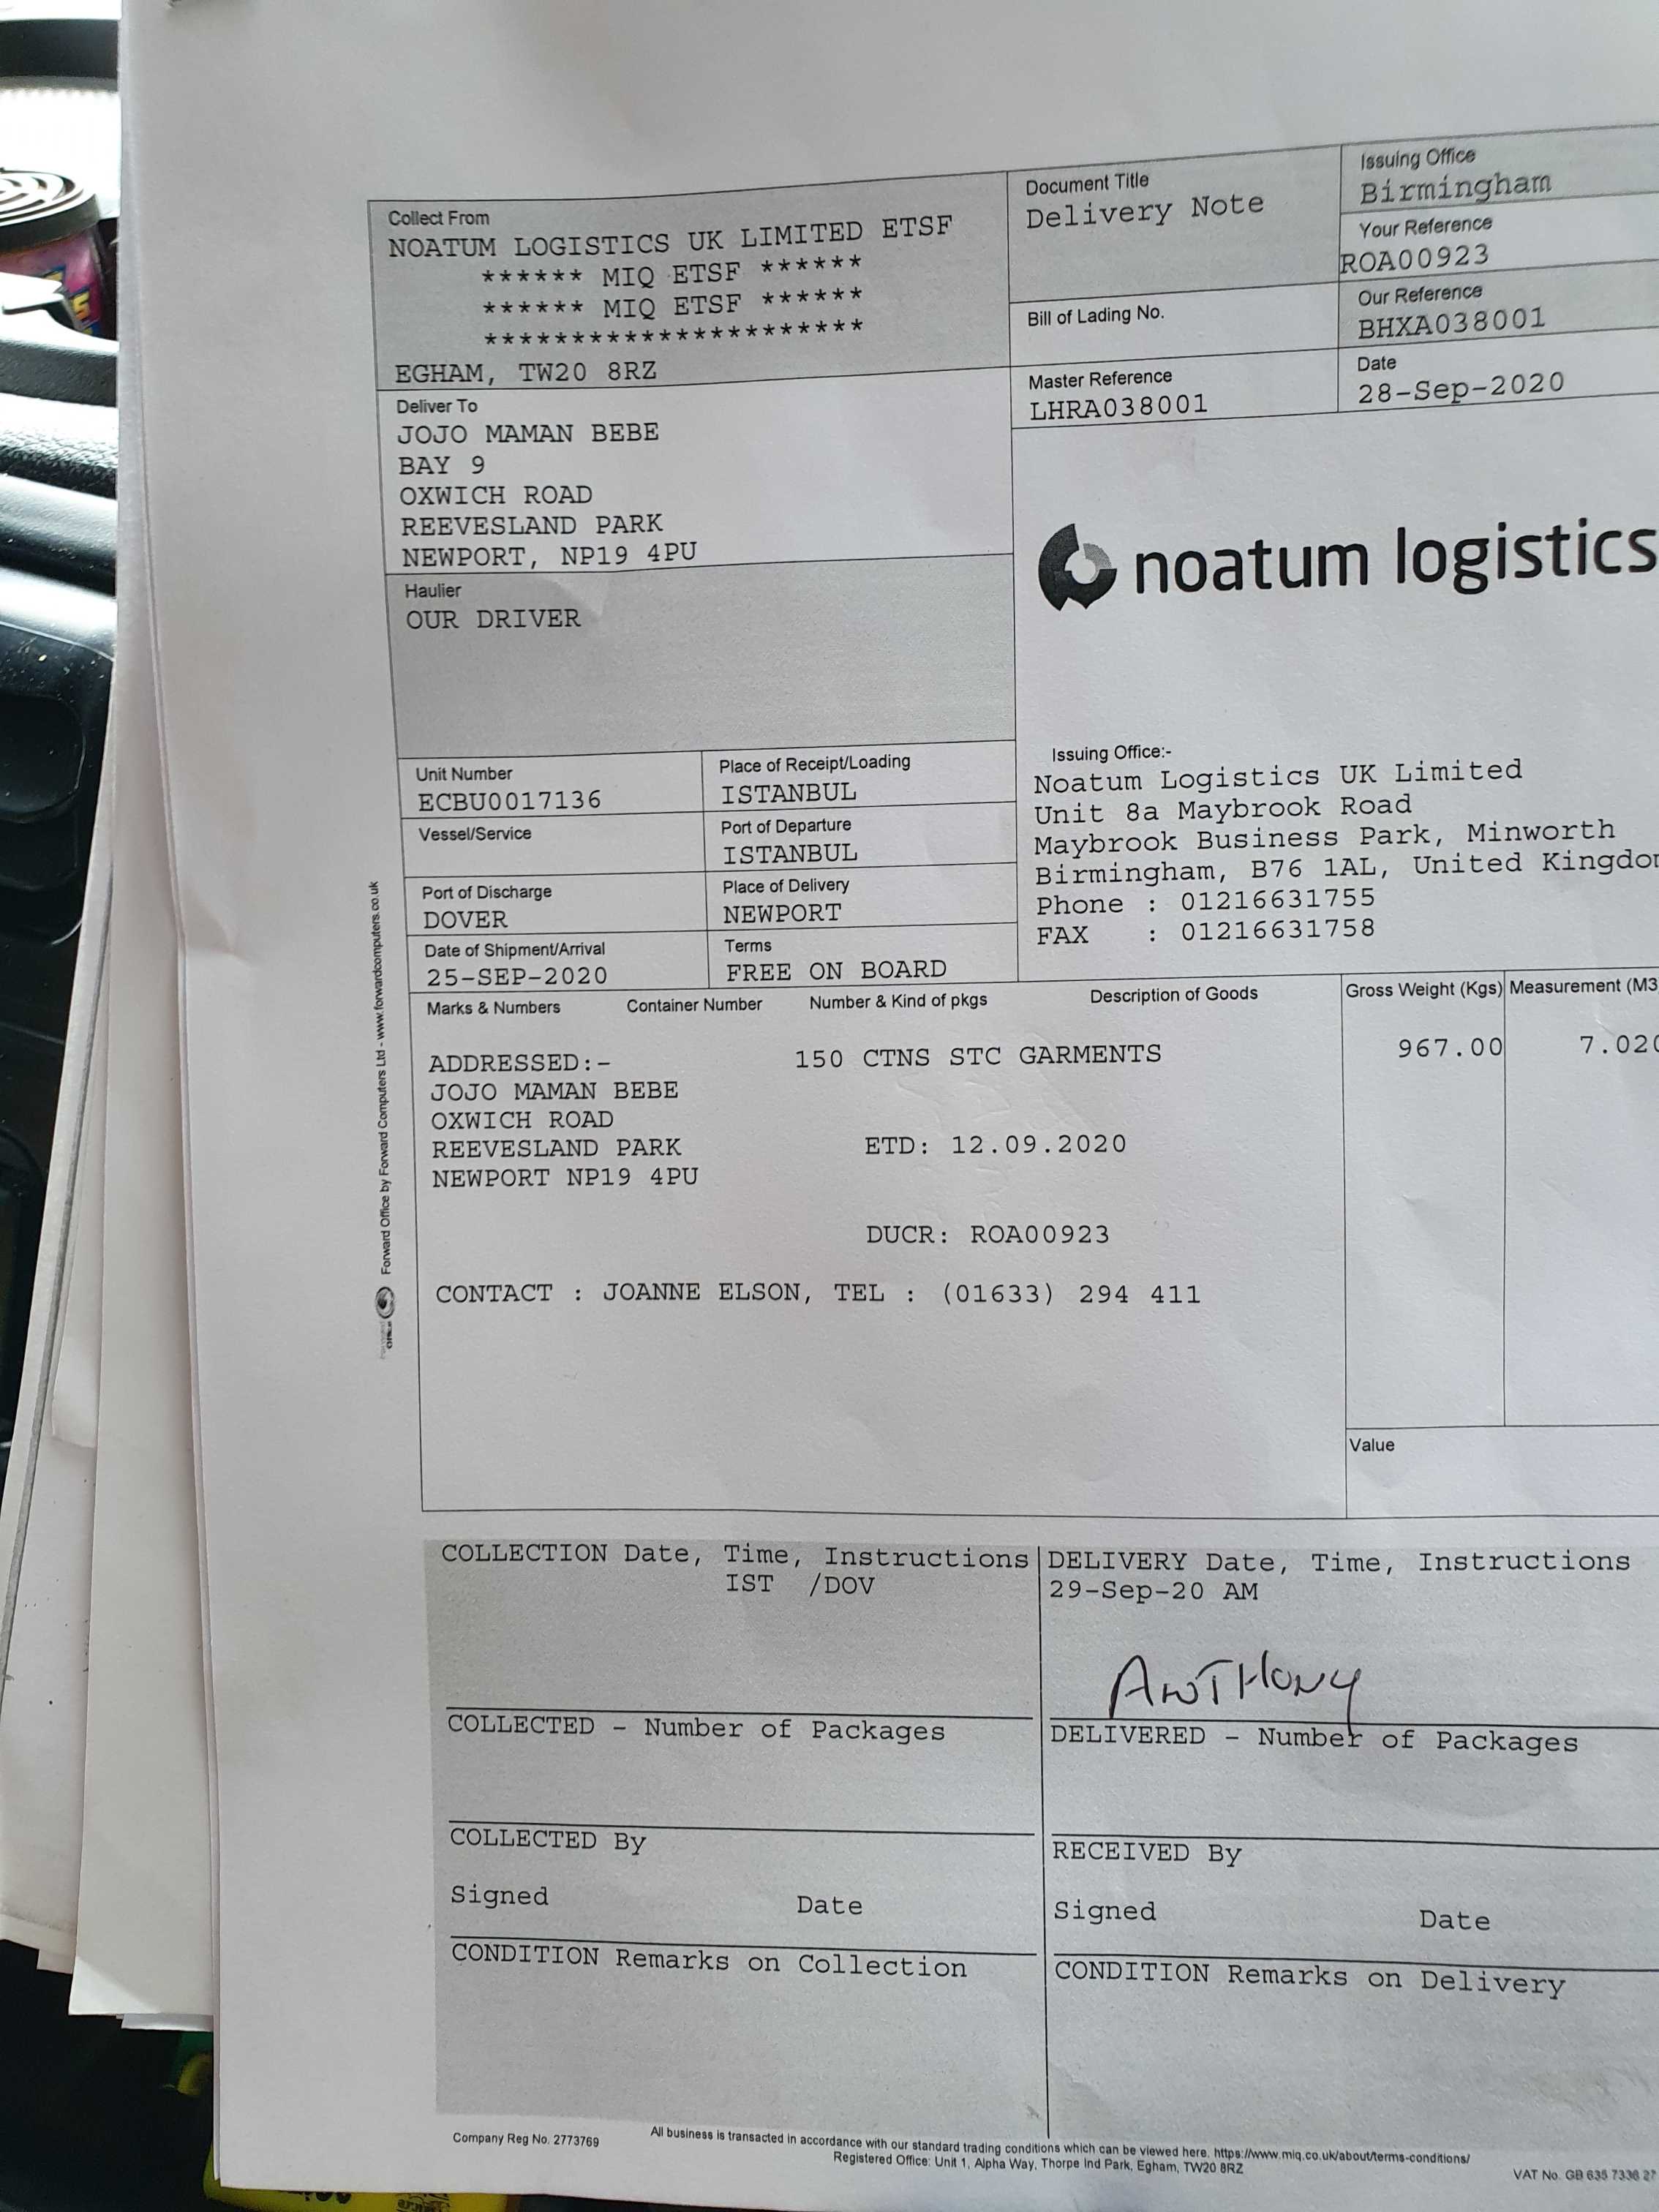 Collect From
NOATUM LOGISTICS UK LIMITED ETSF
****** MIQ ETSF ******
****** MIQ ETSF ******
**********************
EGHAM, TW20 8RZ
Document Title
Delivery Note
Issuing Office
Birmingham
Your Reference
ROA00923
Bill of Lading No.
Our Reference
BHXA038001
Master Reference
LHRA038001
Date
28-Sep-2020
Deliver To
JOJO MAMAN BEBE
BAY 9
OXWICH ROAD
REEVESLAND PARK
NEWPORT, NP19 4PU
noatum logistics
Haulier
OUR DRIVER
Unit Number
ECBU0017136
Place of Receipt/Loading
ISTANBUL
Vessel/Service
Port of Departure
ISTANBUL
Port of Discharge
DOVER
Place of Delivery
NEWPORT
Date of Shipment/Arrival
25-SEP-2020
Terms
FREE ON BOARD
Issuing Office:-
Noatum Logistics UK Limited
Unit 8a Maybrook Road
Maybrook Business Park, Minworth
Birmingham, B76 1AL, United Kingdo
Phone : 01216631755
FAX : 01216631758
Marks & Numbers Container Number Number & Kind of pkgs Description of Goods Gross Weight (Kgs) Measurement (M3
ADDRESSED:- 150 CTNS STC GARMENTS 967.00 7.020
JOJO MAMAN BEBE
OXWICH ROAD
REEVESLAND PARK ETD: 12.09.2020
NEWPORT NP19 4PU
DUCR: ROA00923
CONTACT : JOANNE ELSON, TEL : (01633) 294 411
Value
Forward Office by Forward Computers Ltd - www.forwardcomputers.co.uk
COLLECTION Date, Time, Instructions
IST /DOV
DELIVERY Date, Time, Instructions
29-Sep-20 AM
ANTHONY
COLLECTED - Number of Packages
DELIVERED - Number of Packages
COLLECTED By
RECEIVED By
Signed Date
Signed Date
CONDITION Remarks on Collection
CONDITION Remarks on Delivery
Company Reg No. 2773769
All business is transacted in accordance with our standard trading conditions which can be viewed here. https://www.miq.co.uk/about/terms-conditions/
Registered Office: Unit 1, Alpha Way, Thorpe Ind Park, Egham, TW20 8RZ
VAT No. GB 635 7336 27